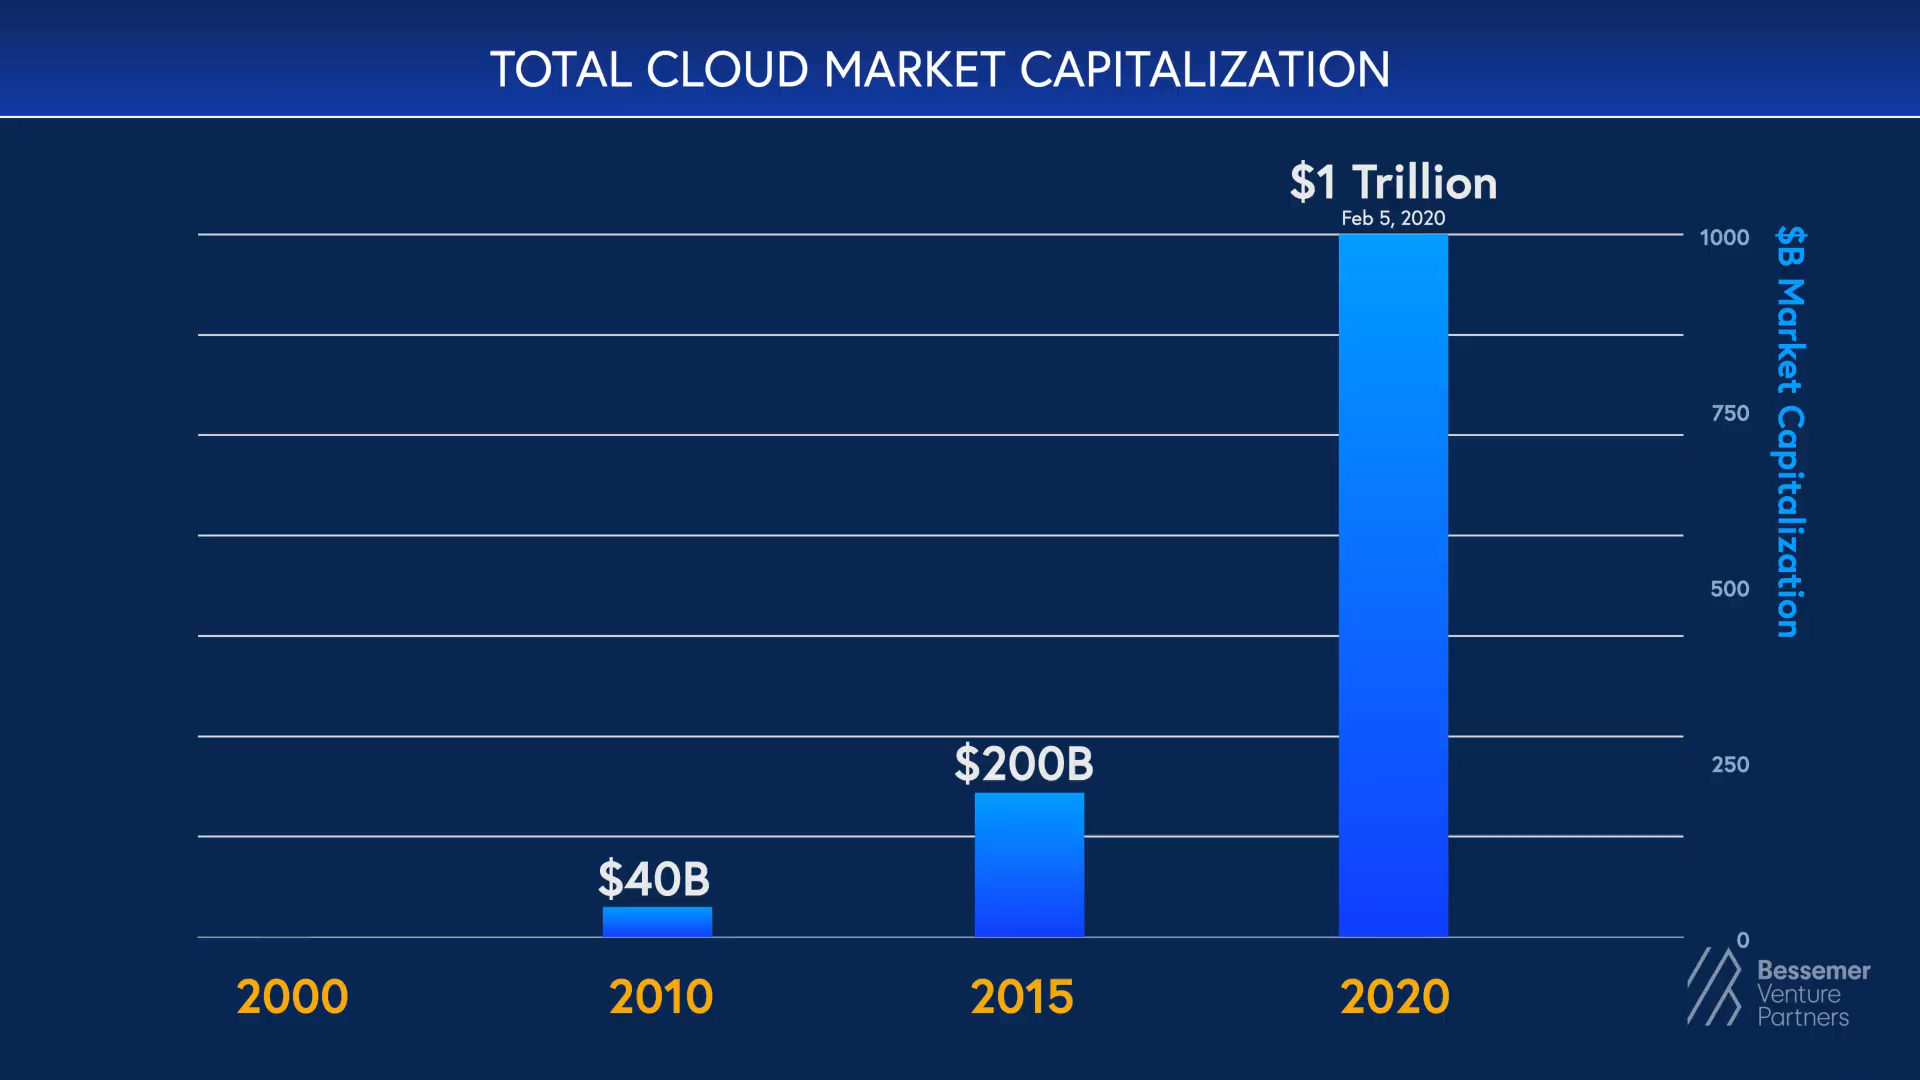 TOTAL CLOUD MARKET CAPITALIZATION
$1 Trillion
Feb 5, 2020
1000
750
500
250
0
$B Market Capitalization
$200B
$40B
2000
2010
2015
2020
Bessemer
Venture
Partners